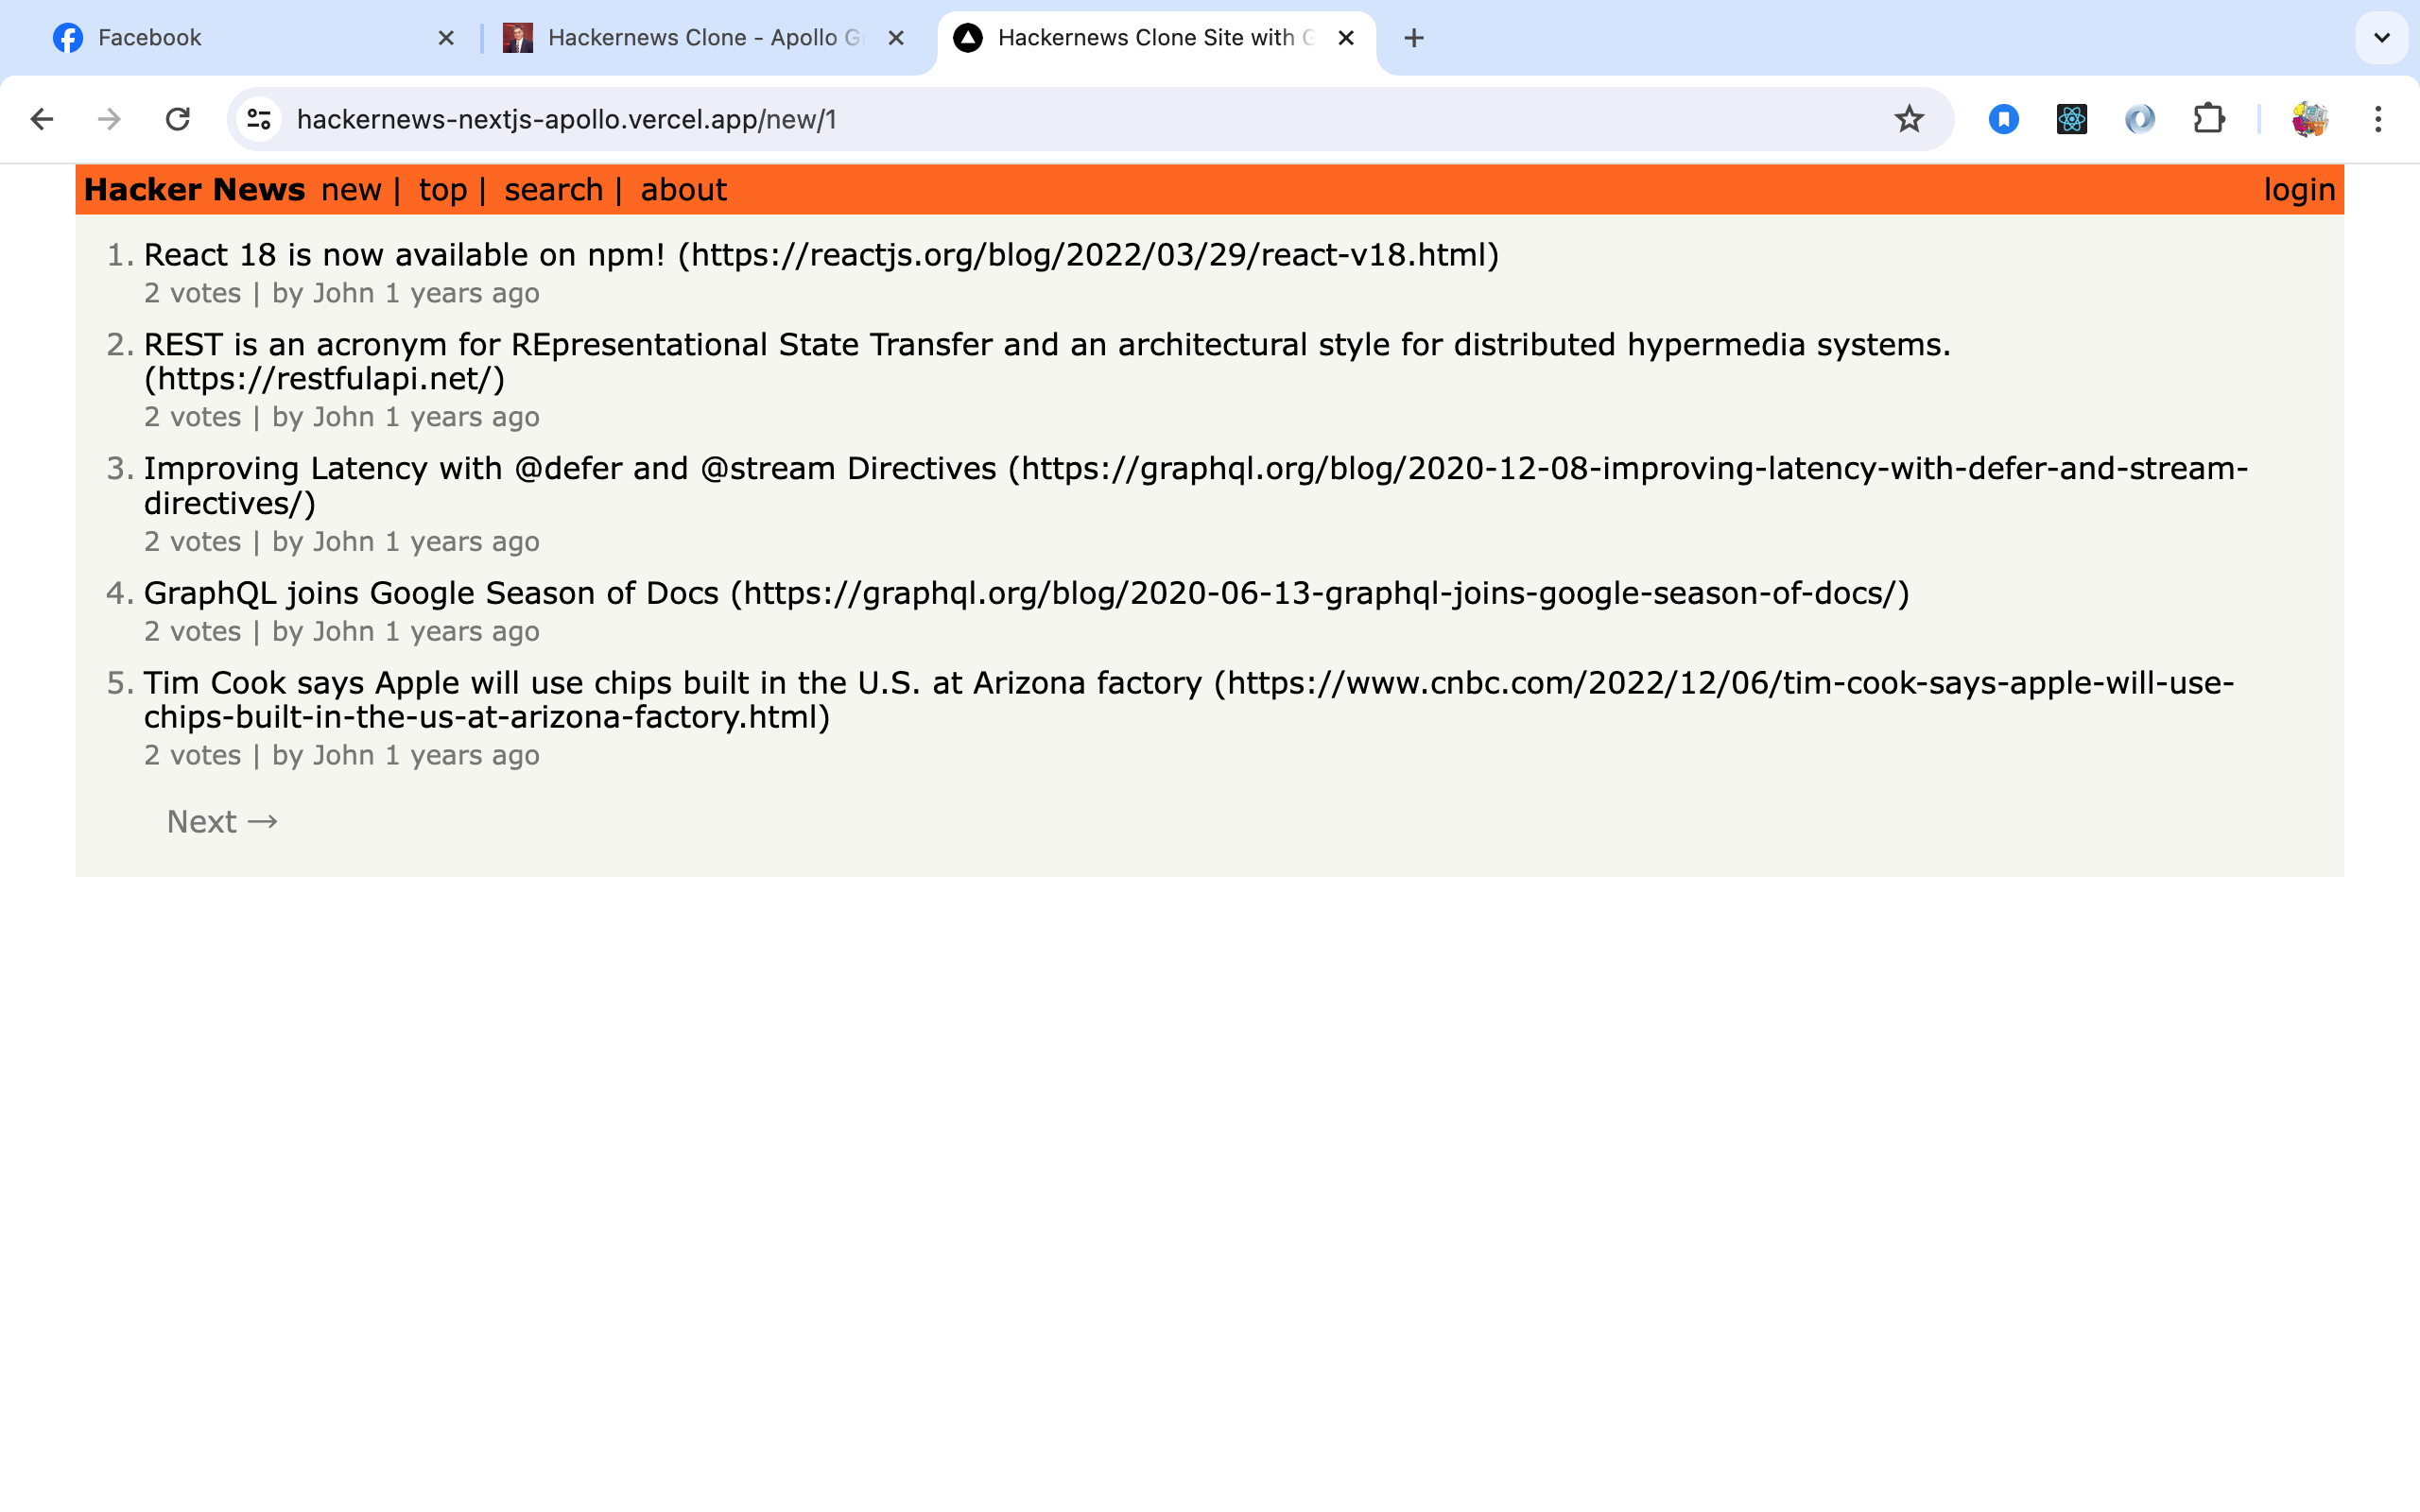 Facebook
Hackernews Clone - Apollo G
Hackernews Clone Site with G
hackernews-nextjs-apollo.vercel.app/new/1
Hacker News new | top | search | about login
1. React 18 is now available on npm! (https://reactjs.org/blog/2022/03/29/react-v18.html)
2 votes | by John 1 years ago
2. REST is an acronym for REpresentational State Transfer and an architectural style for distributed hypermedia systems.
(https://restfulapi.net/)
2 votes | by John 1 years ago
3. Improving Latency with @defer and @stream Directives (https://graphql.org/blog/2020-12-08-improving-latency-with-defer-and-stream-
directives/)
2 votes | by John 1 years ago
4. GraphQL joins Google Season of Docs (https://graphql.org/blog/2020-06-13-graphql-joins-google-season-of-docs/)
2 votes | by John 1 years ago
5. Tim Cook says Apple will use chips built in the U.S. at Arizona factory (https://www.cnbc.com/2022/12/06/tim-cook-says-apple-will-use-
chips-built-in-the-us-at-arizona-factory.html)
2 votes | by John 1 years ago
Next →